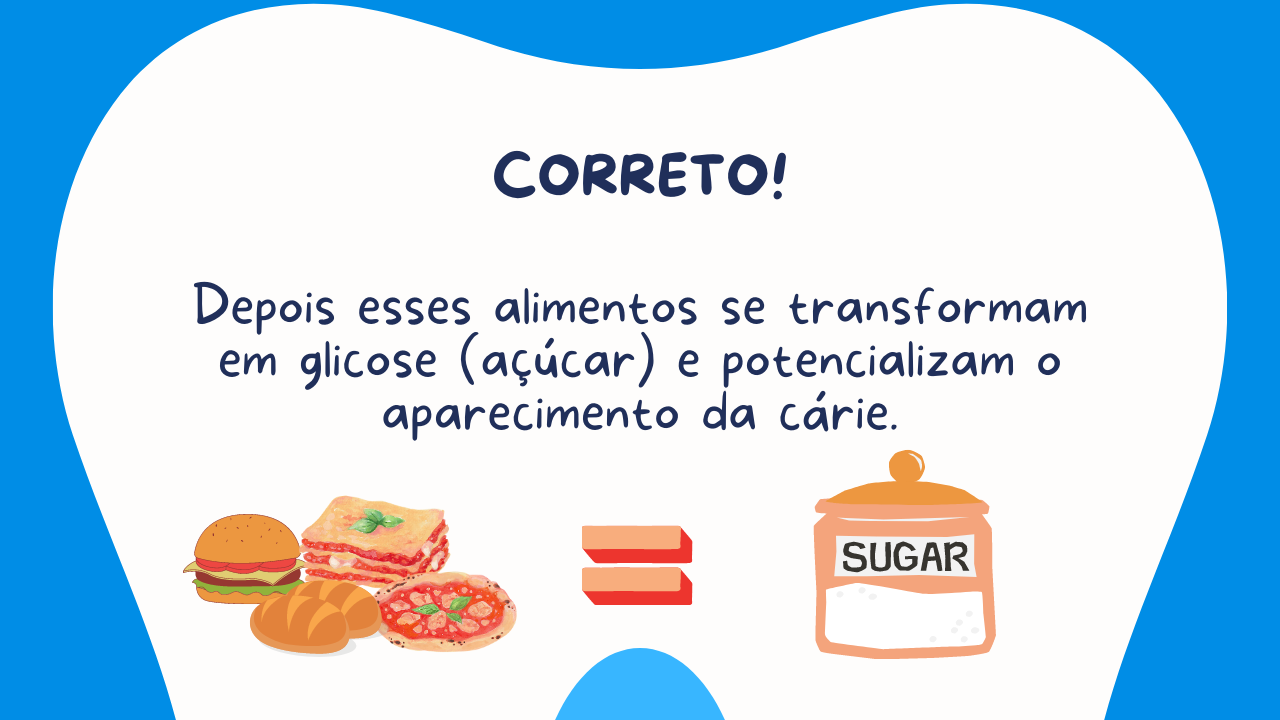 CORRETO!
Depois esses alimentos se transformam
em glicose (açúcar) e potencializam o
aparecimento da cárie.
SUGAR